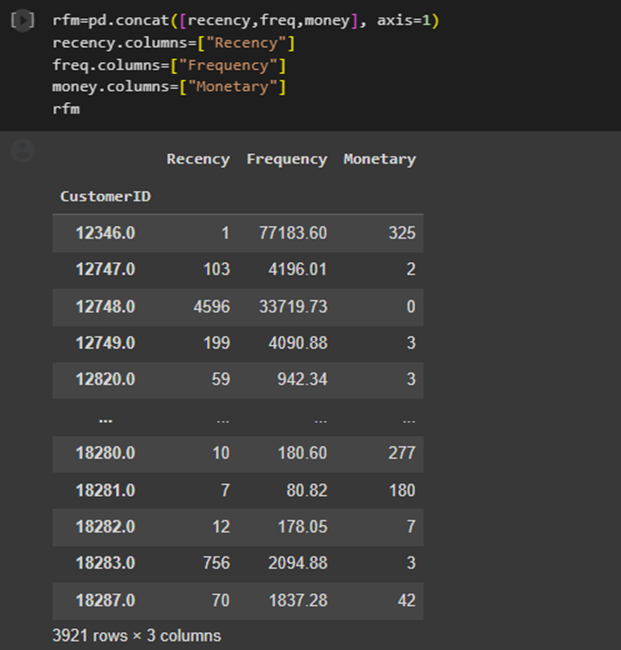 rfm=pd.concat([recency,freq,money], axis=1)
recency.columns=["Recency"]
freq.columns=["Frequency"]
money.columns=["Monetary"]
rfm
Recency Frequency Monetary
CustomerID
12346.0 1 77183.60 325
12747.0 103 4196.01 2
12748.0 4596 33719.73 0
12749.0 199 4090.88 3
12820.0 59 942.34 3
... ... ... ...
18280.0 10 180.60 277
18281.0 7 80.82 180
18282.0 12 178.05 7
18283.0 756 2094.88 3
18287.0 70 1837.28 42
3921 rows × 3 columns